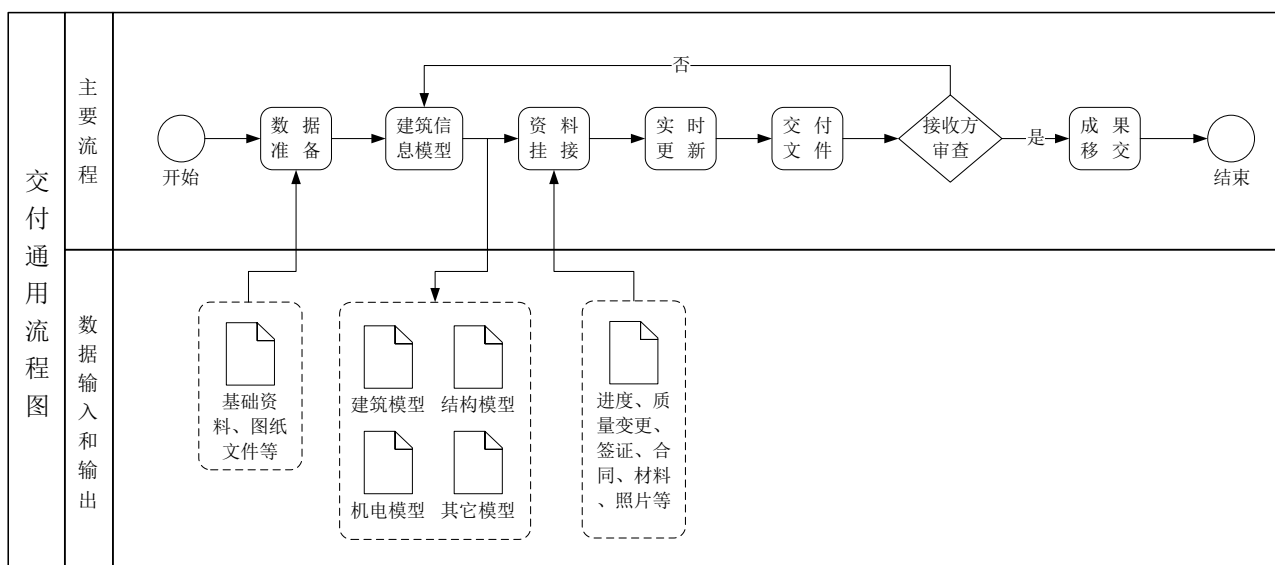 交付通用流程图
主要流程
否
开始
数据
准备
建筑信
息模型
资料
挂接
实时
更新
交付
文件
接收方
审查
是
成果
移交
结束
数据输入和输出
基础资
料、图纸
文件等
建筑模型
结构模型
机电模型
其它模型
进度、质
量变更、
签证、合
同、材料
、照片等